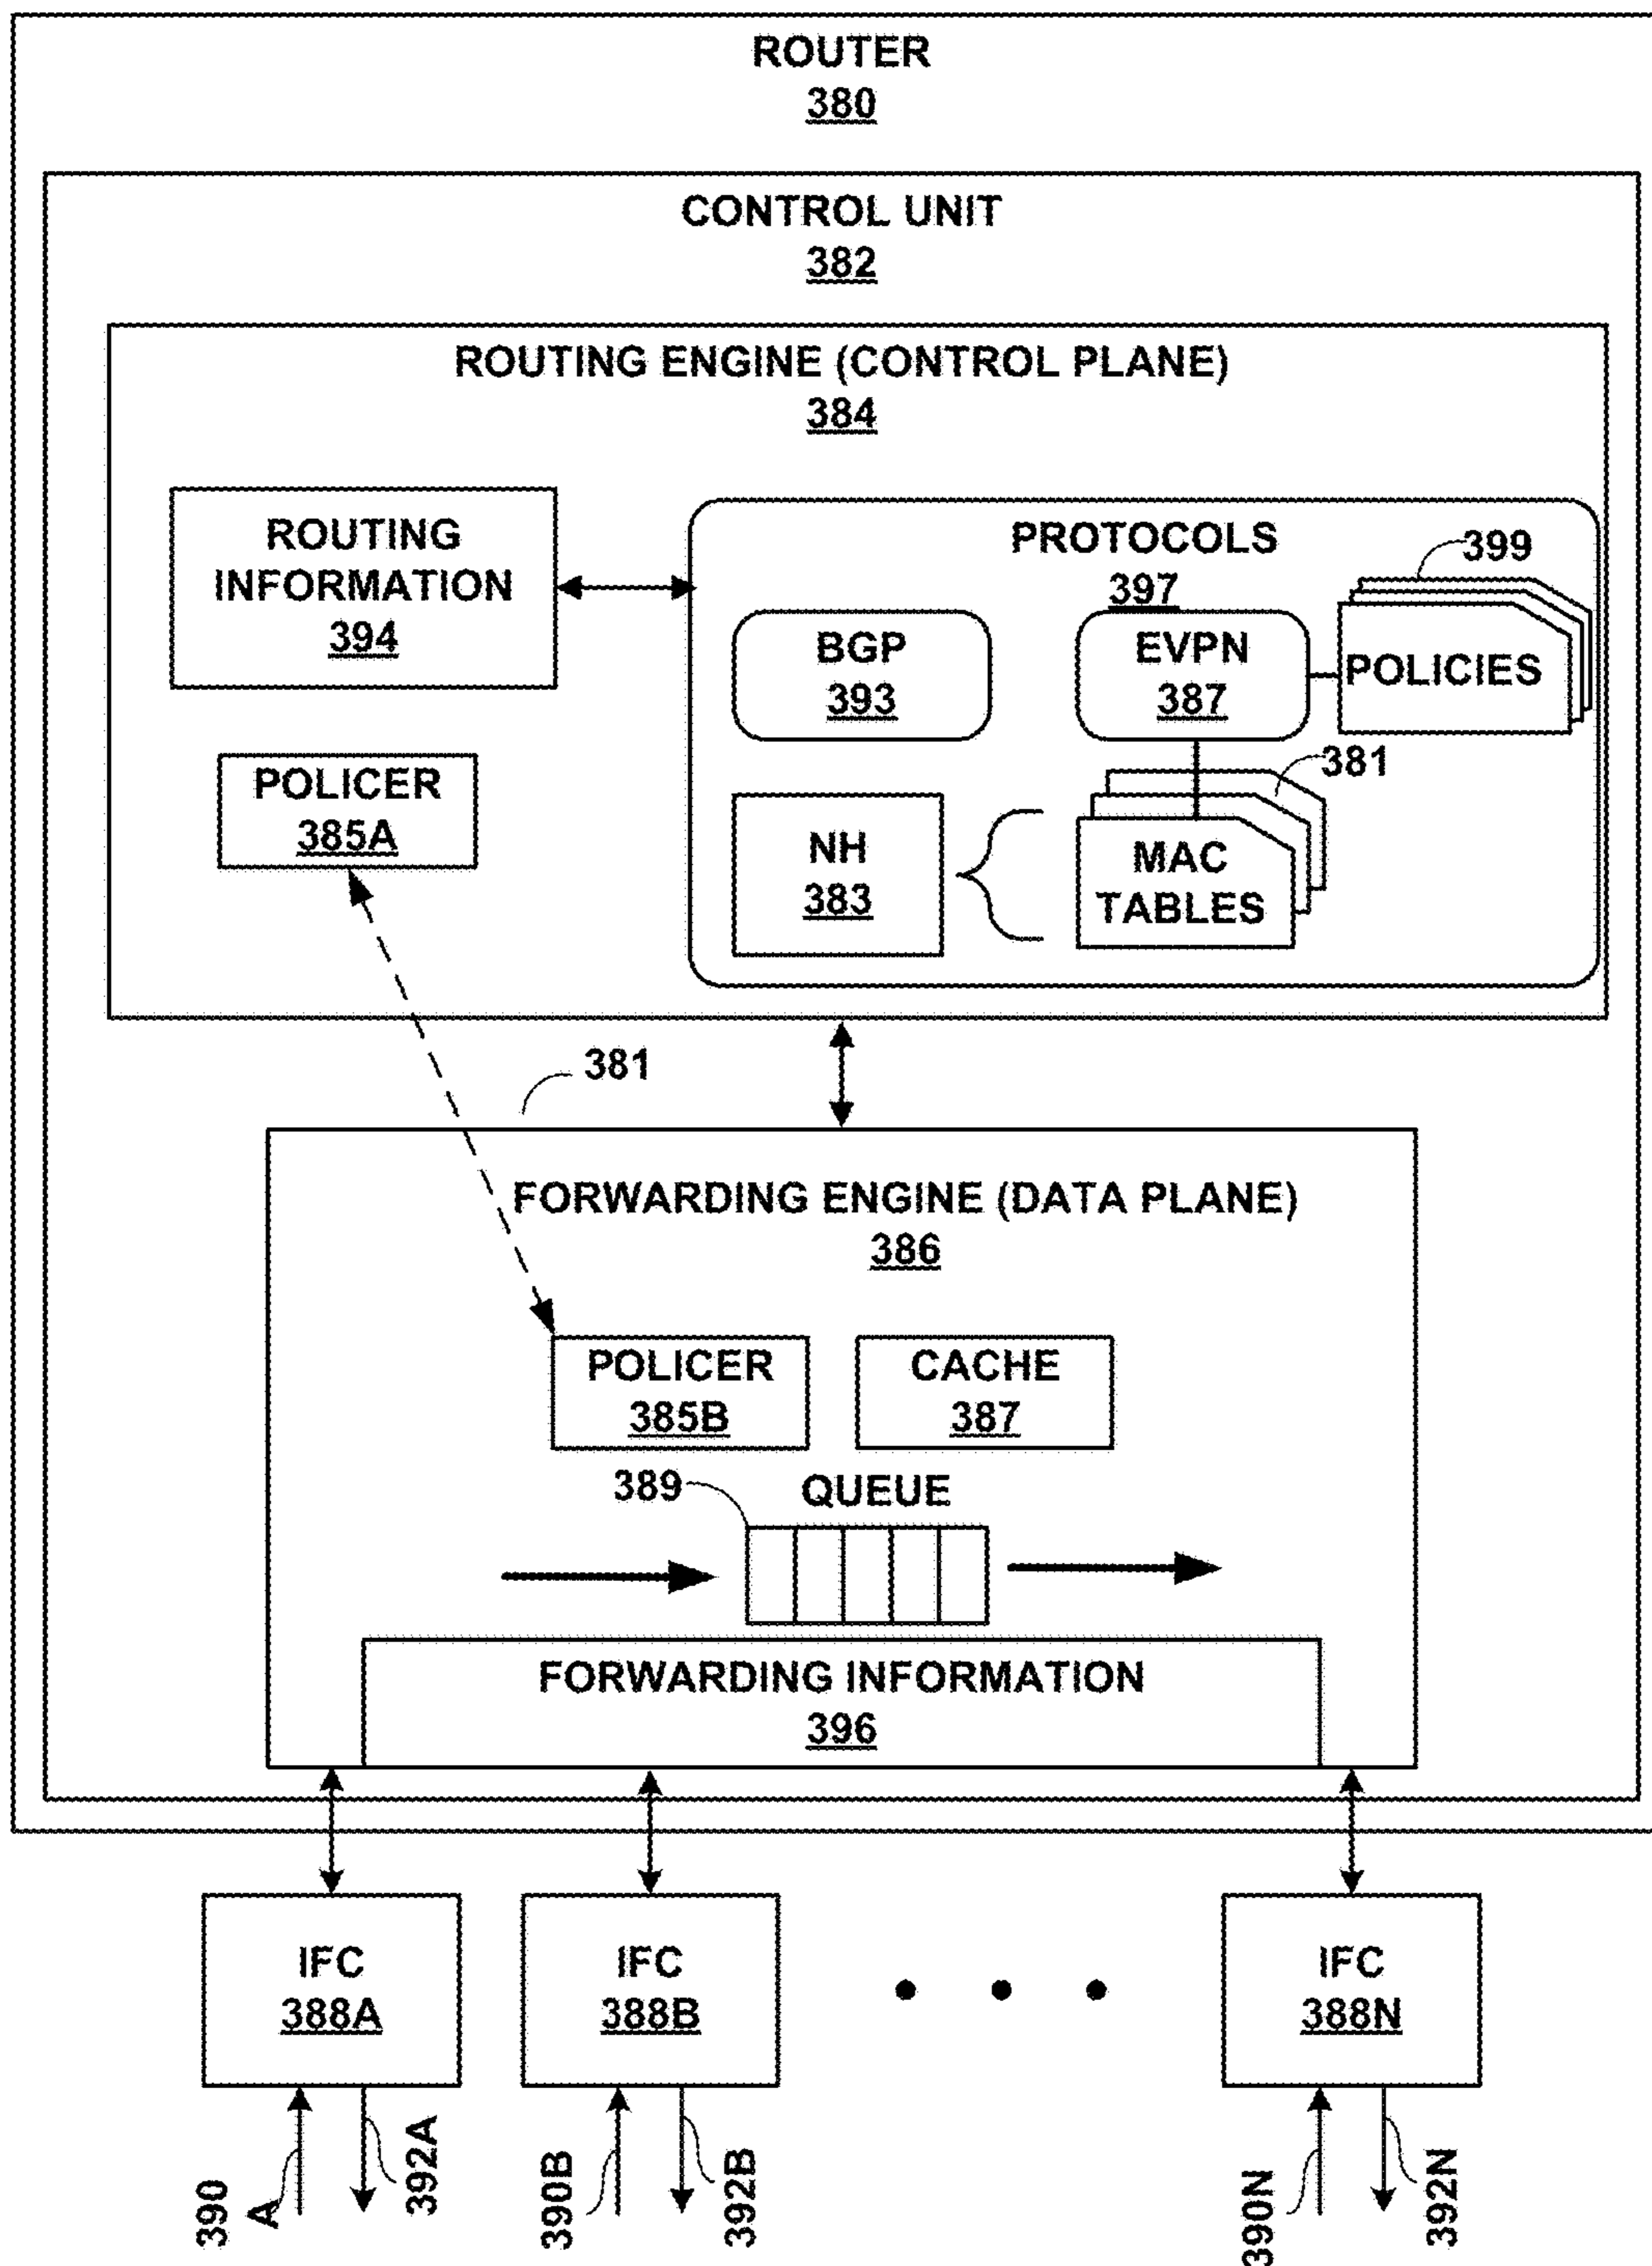 ROUTER
380
CONTROL UNIT
382
ROUTING ENGINE (CONTROL PLANE)
384
ROUTING
INFORMATION
394
PROTOCOLS
397
399
BGP
393
EVPN
387
POLICIES
POLICER
385A
381
NH
383
MAC
TABLES
381
FORWARDING ENGINE (DATA PLANE)
386
POLICER
385B
CACHE
387
389
QUEUE
FORWARDING INFORMATION
396
IFC
388A
IFC
388B
IFC
388N
390
A
392A
390B
392B
390N
392N